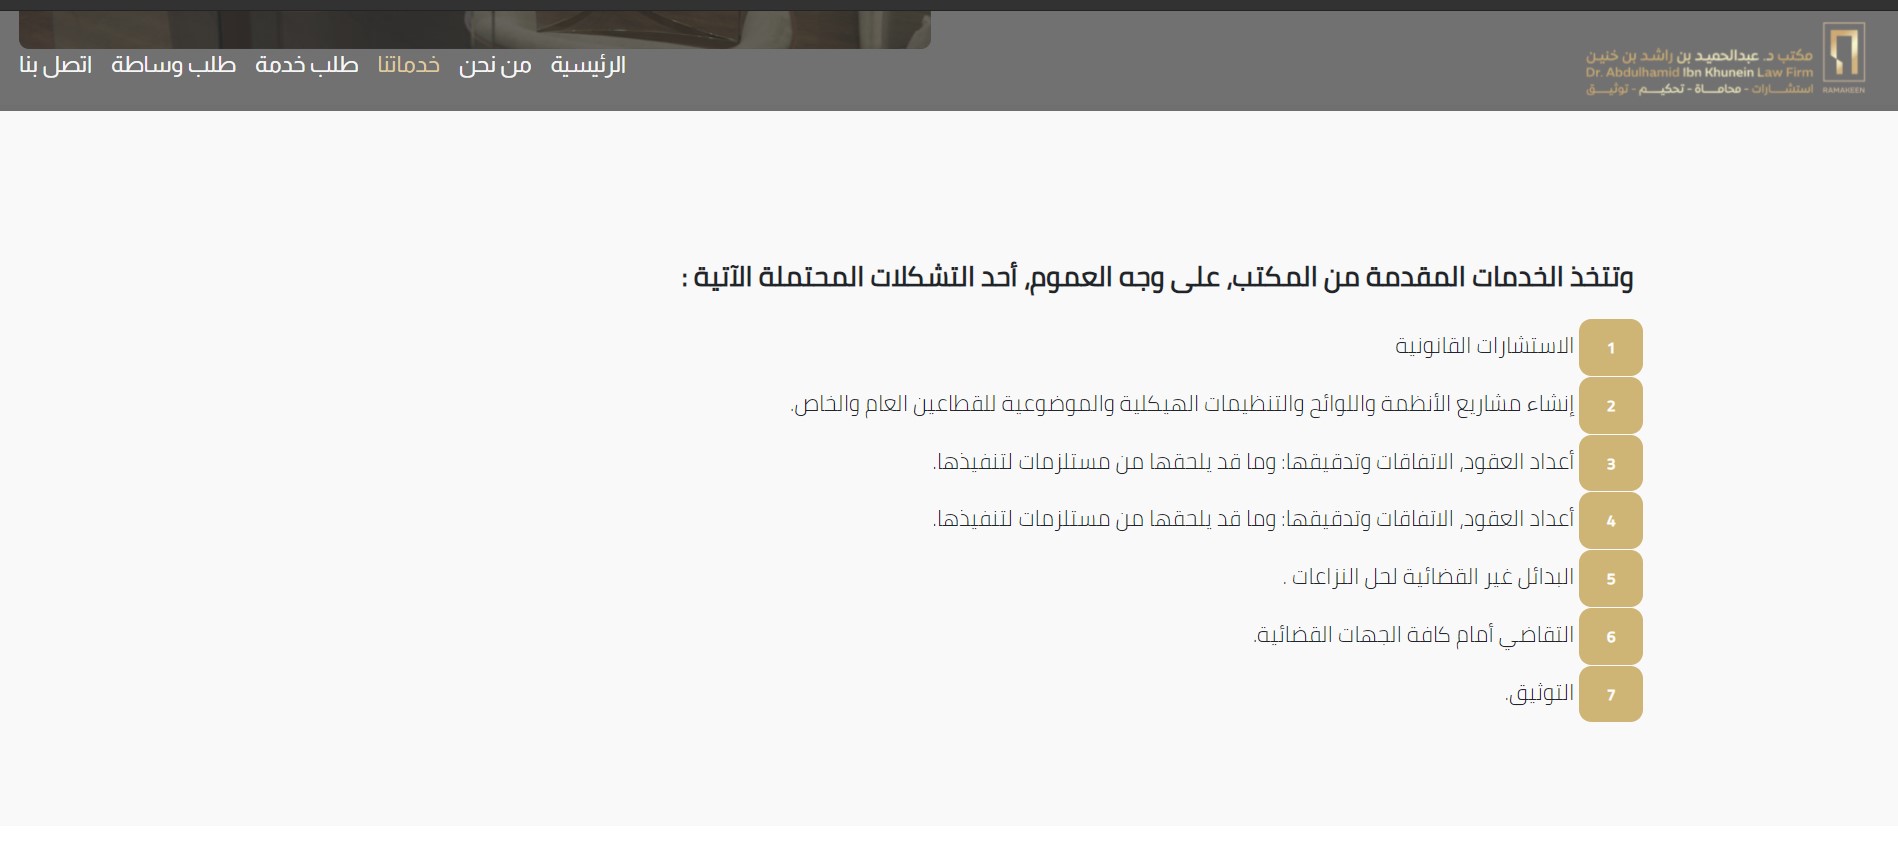 مكتب د. عبدالحميد بن راشد بن خنين
Dr. Abdulhamid Ibn Khunein Law Firm
استشـارات - محامـاة - تحكيـم - توثيـق
RAMAHEEN
الرئيسية من نحن خدماتنا طلب خدمة طلب وساطة اتصل بنا
وتتخذ الخدمات المقدمة من المكتب، على وجه العموم، أحد التشكلات المحتملة الآتية :
1 الاستشارات القانونية
2 إنشاء مشاريع الأنظمة واللوائح والتنظيمات الهيكلية والموضوعية للقطاعين العام والخاص.
3 أعداد العقود، الاتفاقات وتدقيقها: وما قد يلحقها من مستلزمات لتنفيذها.
4 أعداد العقود، الاتفاقات وتدقيقها: وما قد يلحقها من مستلزمات لتنفيذها.
5 البدائل غير القضائية لحل النزاعات .
6 التقاضي أمام كافة الجهات القضائية.
7 التوثيق.